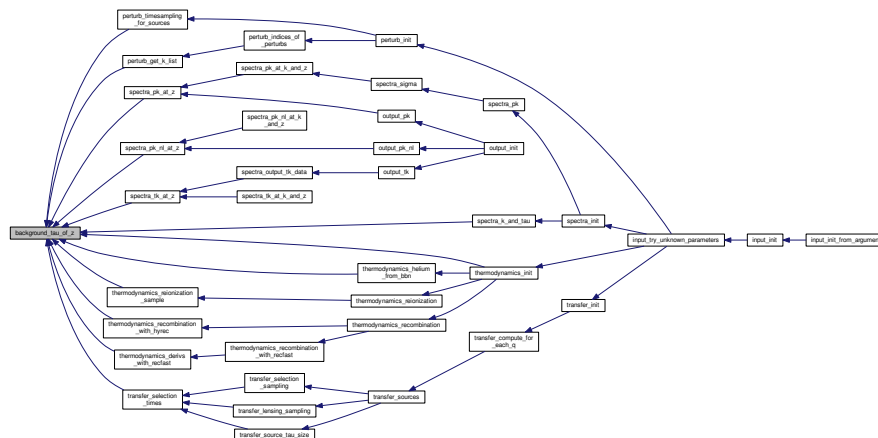 perturb_timesampling
_for_sources
perturb_indices_of
_perturbs
perturb_init
perturb_get_k_list
spectra_pk_at_k_and_z
spectra_sigma
spectra_pk_at_z
spectra_pk
spectra_pk_nl_at_k
_and_z
output_pk
spectra_pk_nl_at_z
output_pk_nl
output_init
spectra_output_tk_data
output_tk
spectra_tk_at_z
spectra_tk_at_k_and_z
spectra_k_and_tau
spectra_init
background_tau_of_z
input_try_unknown_parameters
input_init
input_init_from_argument
thermodynamics_helium
_from_bbn
thermodynamics_init
thermodynamics_reionization
_sample
thermodynamics_reionization
transfer_init
thermodynamics_recombination
_with_hyrec
thermodynamics_recombination
transfer_compute_for
_each_q
thermodynamics_recombination
_with_recfast
thermodynamics_derivs
_with_recfast
transfer_selection
_sampling
transfer_selection
_times
transfer_sources
transfer_lensing_sampling
transfer_source_tau_size